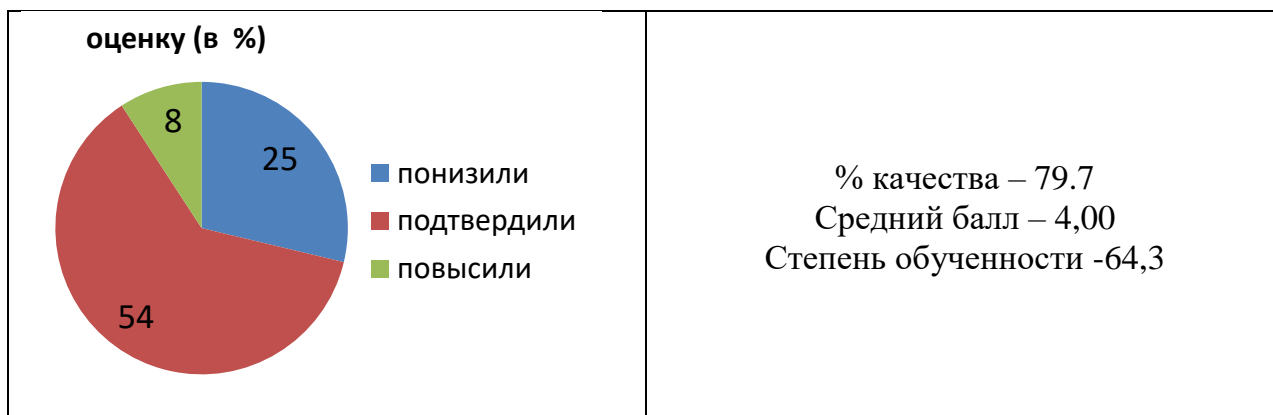 оценку (в %)
8
25
54
понизили
подтвердили
повысили
% качества – 79.7
Средний балл – 4,00
Степень обученности -64,3